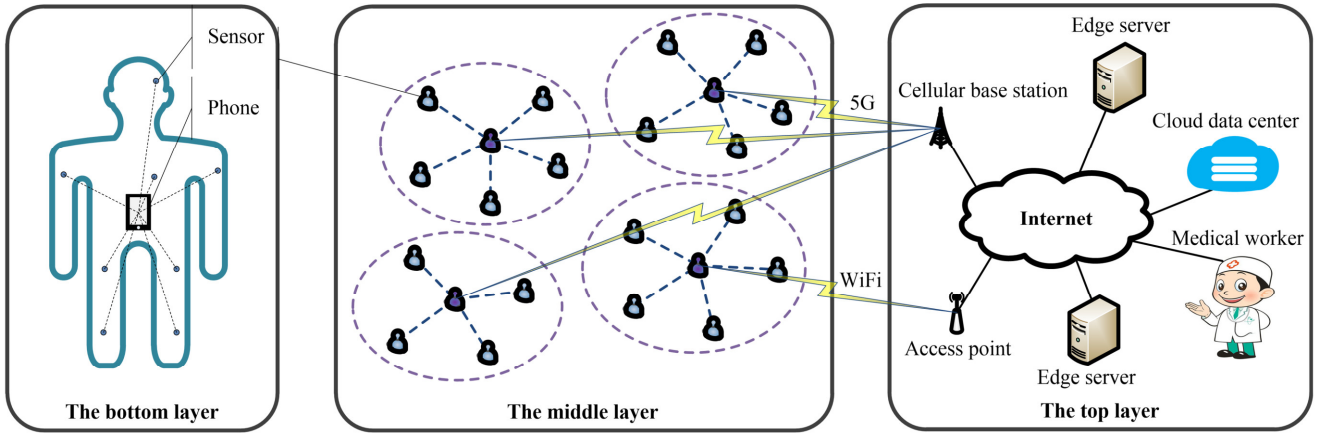 Sensor
Phone
The bottom layer
5G
WiFi
The middle layer
Edge server
Cellular base station
Cloud data center
Internet
Medical worker
Access point
Edge server
The top layer